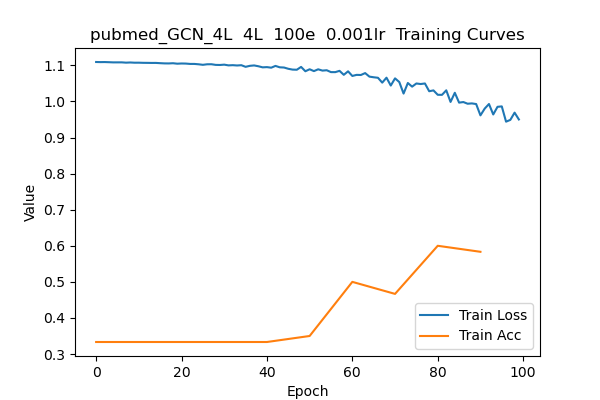 pubmed_GCN_4L 4L 100e 0.001lr Training Curves
1.1
1.0
0.9
0.8
0.7
0.6
0.5
0.4
0.3
Value
0 20 40 60 80 100
Epoch
Train Loss
Train Acc